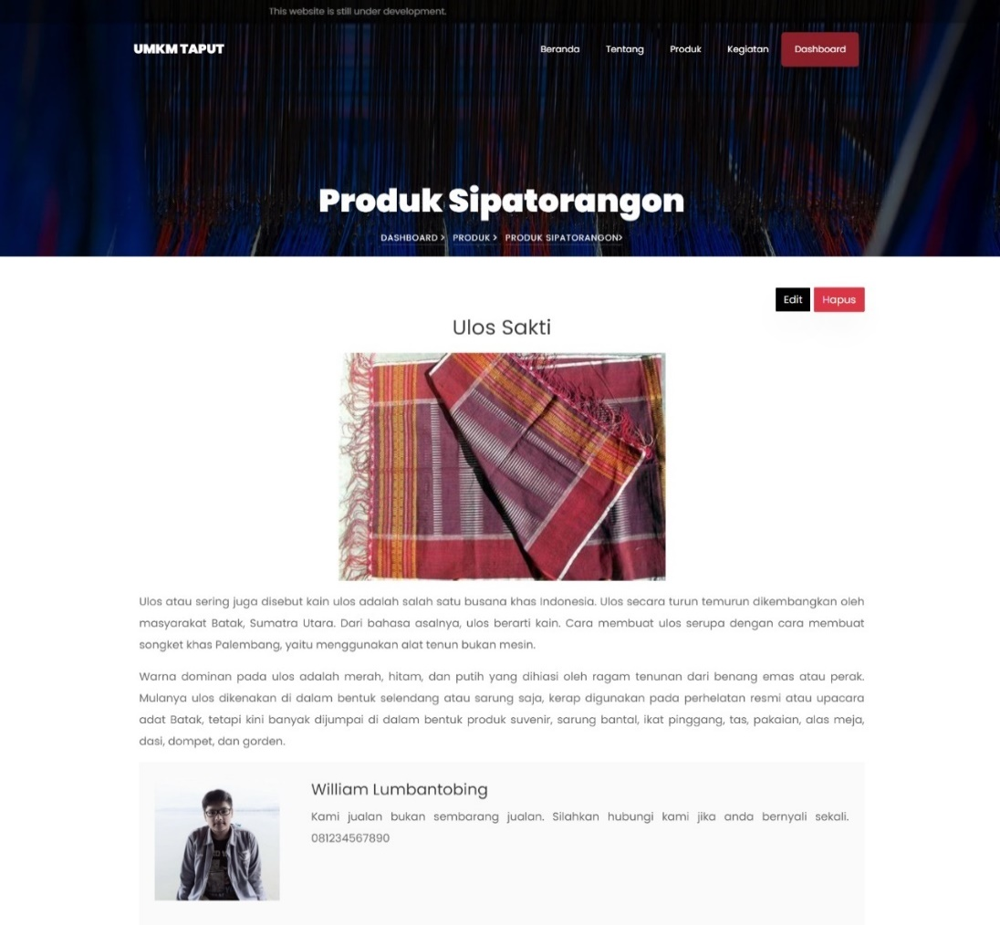 This website is still under development.
UMKM TAPUT
Beranda
Tentang
Produk
Kegiatan
Dashboard
Produk Sipatorangon
DASHBOARD > PRODUK > PRODUK SIPATORANGON>
Edit
Hapus
Ulos Sakti
Ulos atau sering juga disebut kain ulos adalah salah satu busana khas Indonesia. Ulos secara turun temurun dikembangkan oleh
masyarakat Batak, Sumatra Utara. Dari bahasa asalnya, ulos berarti kain. Cara membuat ulos serupa dengan cara membuat
songket khas Palembang, yaitu menggunakan alat tenun bukan mesin.
Warna dominan pada ulos adalah merah, hitam, dan putih yang dihiasi oleh ragam tenunan dari benang emas atau perak.
Mulanya ulos dikenakan di dalam bentuk selendang atau sarung saja, kerap digunakan pada perhelatan resmi atau upacara
adat Batak, tetapi kini banyak dijumpai di dalam bentuk produk suvenir, sarung bantal, ikat pinggang, tas, pakaian, alas meja,
dasi, dompet, dan gorden.
William Lumbantobing
Kami jualan bukan sembarang jualan. Silahkan hubungi kami jika anda bernyali sekali.
081234567890